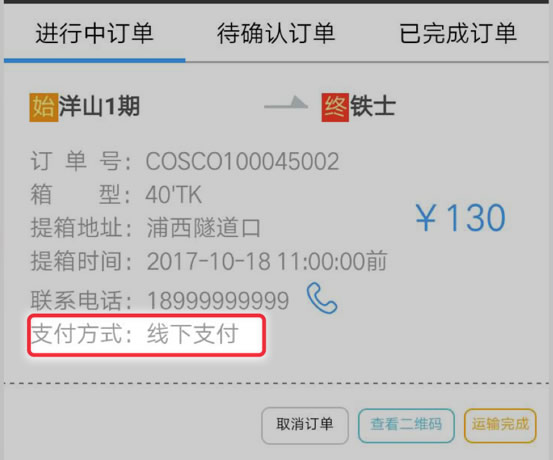 进行中订单 待确认订单 已完成订单
始 洋山1期 终 铁士
订 单 号：COSCO100045002
箱 型：40'TK
提箱地址：浦西隧道口
￥130
提箱时间：2017-10-18 11:00:00前
联系电话：18999999999
支付方式：线下支付
取消订单 查看二维码 运输完成